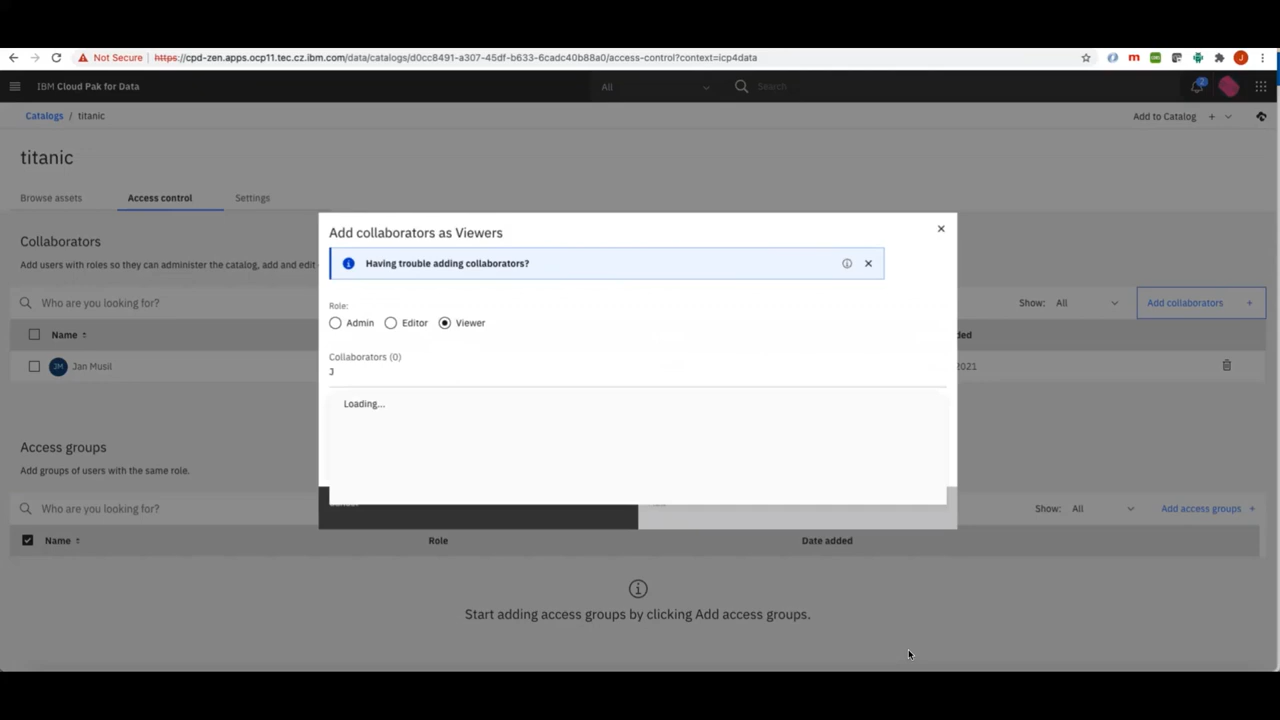 Not Secure https://cpd-zen.apps.ocp11.tec.cz.ibm.com/data/catalogs/d0cc8491-a307-45df-b633-6cadc40b88a0/access-control?context=icp4data
m J
IBM Cloud Pak for Data All Search 2
Catalogs / titanic Add to Catalog +
titanic
Browse assets Access control Settings
Add collaborators as Viewers
Collaborators
Having trouble adding collaborators?
Add users with roles so they can administer the catalog, add and edit
Who are you looking for? Show: All Add collaborators +
Role:
Admin Editor Viewer
Name
JM Jan Musil 2021
Collaborators (0)
J
Loading...
Access groups
Add groups of users with the same role.
Who are you looking for? Show: All Add access groups +
Name Role Date added
Start adding access groups by clicking Add access groups.